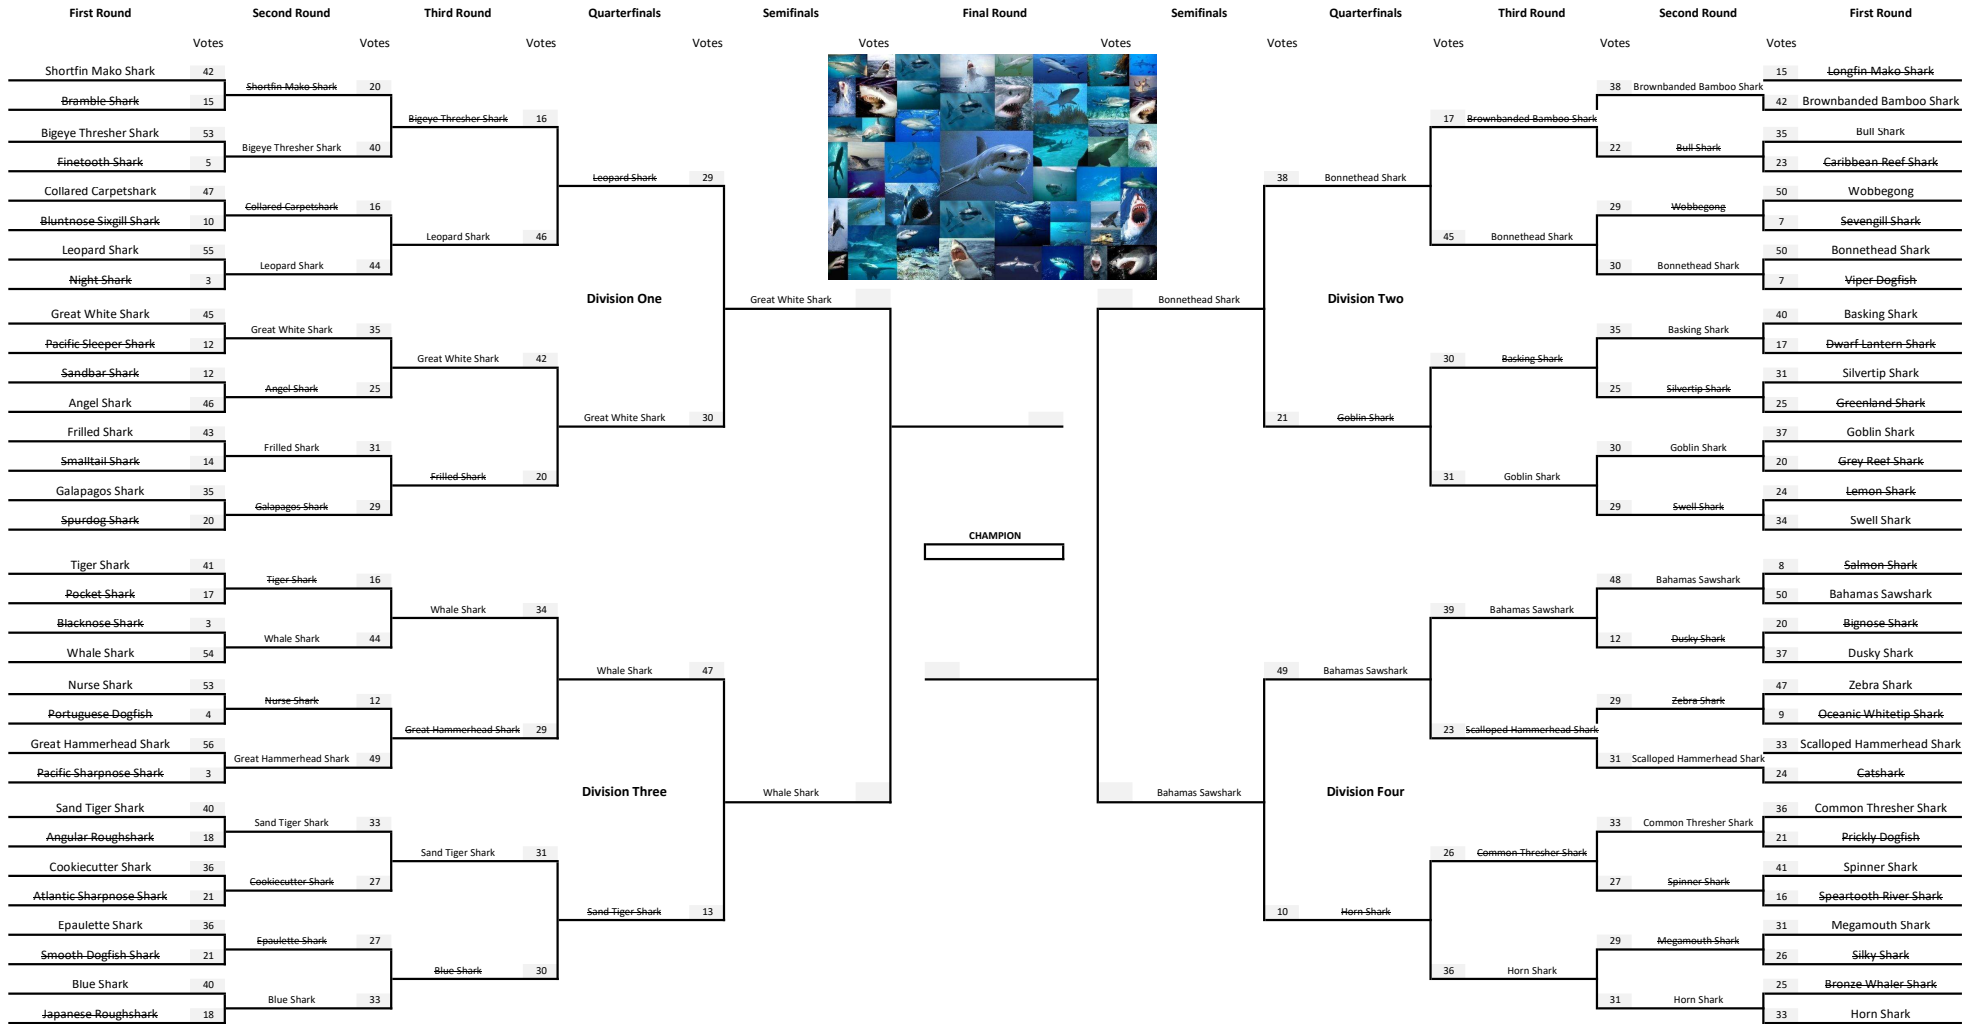 First Round Second Round Third Round Quarterfinals Semifinals Final Round Semifinals Quarterfinals Third Round Second Round First Round
Votes Votes Votes Votes Votes Votes Votes Votes Votes Votes
Shortfin Mako Shark 42
Bramble Shark 15
Bigeye Thresher Shark 53
Finetooth Shark 5
Collared Carpetshark 47
Bluntnose Sixgill Shark 10
Leopard Shark 55
Night Shark 3
Great White Shark 45
Pacific Sleeper Shark 12
Sandbar Shark 12
Angel Shark 46
Frilled Shark 43
Smalltail Shark 14
Galapagos Shark 35
Spurdog Shark 20
Tiger Shark 41
Pocket Shark 17
Blacknose Shark 3
Whale Shark 54
Nurse Shark 53
Portuguese Dogfish 4
Great Hammerhead Shark 56
Pacific Sharpnose Shark 3
Sand Tiger Shark 40
Angular Roughshark 18
Cookiecutter Shark 36
Atlantic Sharpnose Shark 21
Epaulette Shark 36
Smooth Dogfish Shark 21
Blue Shark 40
Japanese Roughshark 18
Shortfin Mako Shark 20
Bigeye Thresher Shark 40
Collared Carpetshark 16
Leopard Shark 44
Great White Shark 35
Angel Shark 25
Frilled Shark 31
Galapagos Shark 29
Tiger Shark 16
Whale Shark 44
Nurse Shark 12
Great Hammerhead Shark 49
Sand Tiger Shark 33
Cookiecutter Shark 27
Epaulette Shark 27
Blue Shark 33
Bigeye Thresher Shark 16
Leopard Shark 46
Great White Shark 42
Frilled Shark 20
Whale Shark 34
Great Hammerhead Shark 29
Sand Tiger Shark 31
Blue Shark 30
Leopard Shark 29
Division One
Great White Shark 30
Whale Shark 47
Division Three
Sand Tiger Shark 13
Great White Shark
Whale Shark
CHAMPION
Bonnethead Shark
Bahamas Sawshark
38 Bonnethead Shark
Division Two
21 Goblin Shark
49 Bahamas Sawshark
Division Four
10 Horn Shark
17 Brownbanded Bamboo Shark
45 Bonnethead Shark
30 Basking Shark
31 Goblin Shark
39 Bahamas Sawshark
23 Scalloped Hammerhead Shark
26 Common Thresher Shark
36 Horn Shark
38 Brownbanded Bamboo Shark
22 Bull Shark
29 Wobbegong
30 Bonnethead Shark
35 Basking Shark
25 Silvertip Shark
30 Goblin Shark
29 Swell Shark
48 Bahamas Sawshark
12 Dusky Shark
29 Zebra Shark
31 Scalloped Hammerhead Shark
33 Common Thresher Shark
27 Spinner Shark
29 Megamouth Shark
31 Horn Shark
15 Longfin Mako Shark
42 Brownbanded Bamboo Shark
35 Bull Shark
23 Caribbean Reef Shark
50 Wobbegong
7 Sevengill Shark
50 Bonnethead Shark
7 Viper Dogfish
40 Basking Shark
17 Dwarf Lantern Shark
31 Silvertip Shark
25 Greenland Shark
37 Goblin Shark
20 Grey Reef Shark
24 Lemon Shark
34 Swell Shark
8 Salmon Shark
50 Bahamas Sawshark
20 Bignose Shark
37 Dusky Shark
47 Zebra Shark
9 Oceanic Whitetip Shark
33 Scalloped Hammerhead Shark
24 Catshark
36 Common Thresher Shark
21 Prickly Dogfish
41 Spinner Shark
16 Speartooth River Shark
31 Megamouth Shark
26 Silky Shark
25 Bronze Whaler Shark
33 Horn Shark